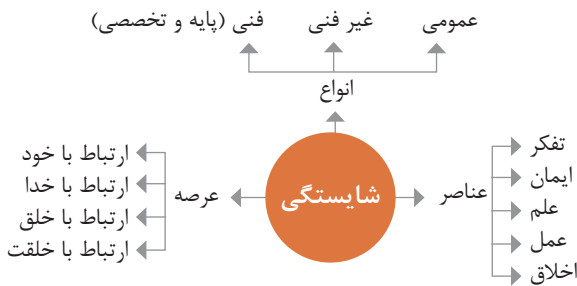 عمومی
غیر فنی
فنی (پایه و تخصصی)
انواع
شایستگی
عناصر
تفکر
ایمان
علم
عمل
اخلاق
عرصه
ارتباط با خود
ارتباط با خدا
ارتباط با خلق
ارتباط با خلقت